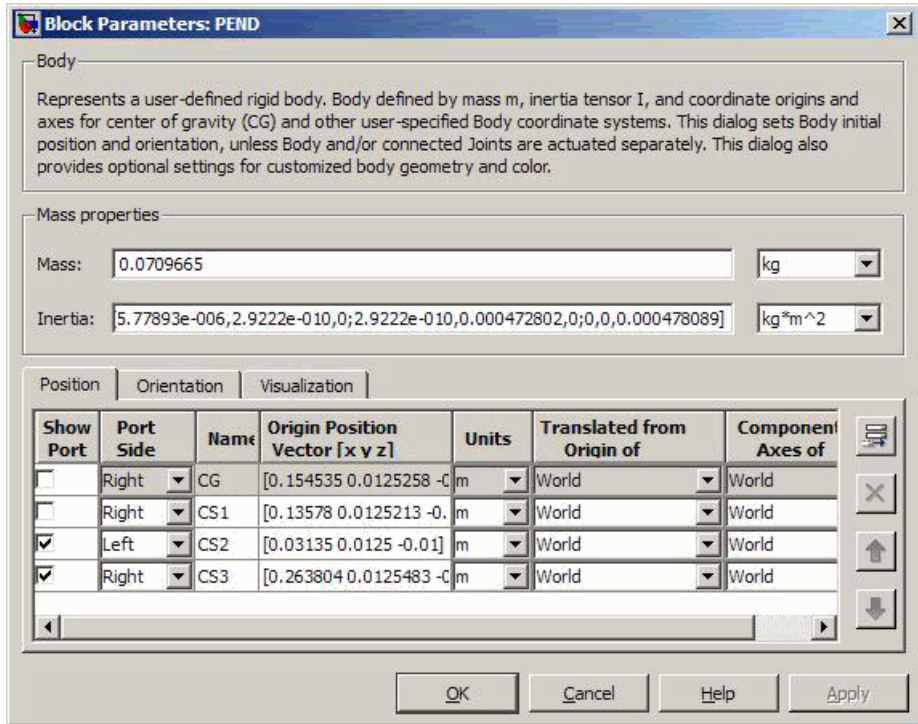 Block Parameters: PEND
Body
Represents a user-defined rigid body. Body defined by mass m, inertia tensor I, and coordinate origins and
axes for center of gravity (CG) and other user-specified Body coordinate systems. This dialog sets Body initial
position and orientation, unless Body and/or connected Joints are actuated separately. This dialog also
provides optional settings for customized body geometry and color.
Mass properties
Mass: 0.0709665 kg
Inertia: [5.77893e-006,2.9222e-010,0;2.9222e-010,0.000472802,0;0,0,0.000478089] kg*m^2
Position Orientation Visualization
Show Port Port Side Name Origin Position Vector [x y z] Units Translated from Origin of Component Axes of
Right CG [0.154535 0.0125258 -0 m World World
Right CS1 [0.13578 0.0125213 -0. m World World
Left CS2 [0.03135 0.0125 -0.01] m World World
Right CS3 [0.263804 0.0125483 -0 m World World
OK Cancel Help Apply